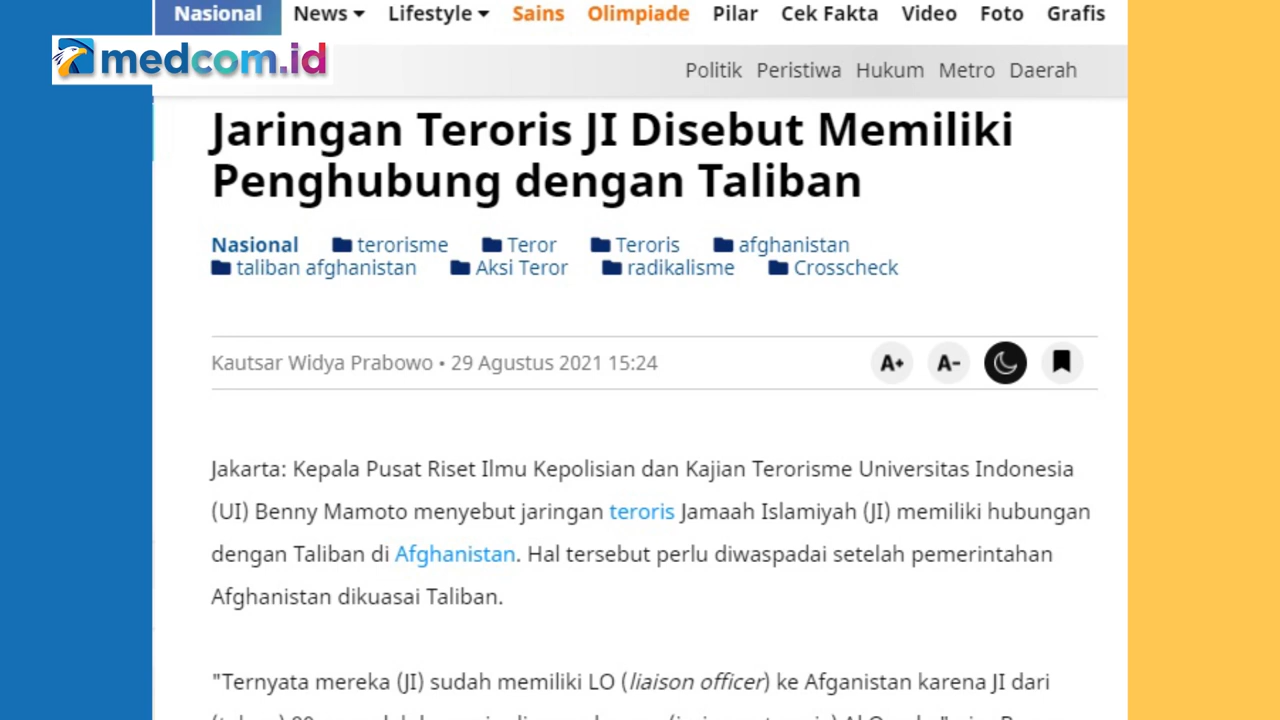 Nasional News Lifestyle Sains Olimpiade Pilar Cek Fakta Video Foto Grafis
medcom.id
Politik Peristiwa Hukum Metro Daerah
Jaringan Teroris JI Disebut Memiliki
Penghubung dengan Taliban
Nasional terorisme Teror Teroris afghanistan
taliban afghanistan Aksi Teror radikalisme Crosscheck
Kautsar Widya Prabowo • 29 Agustus 2021 15:24
A+ A-
Jakarta: Kepala Pusat Riset Ilmu Kepolisian dan Kajian Terorisme Universitas Indonesia
(UI) Benny Mamoto menyebut jaringan teroris Jamaah Islamiyah (JI) memiliki hubungan
dengan Taliban di Afghanistan. Hal tersebut perlu diwaspadai setelah pemerintahan
Afghanistan dikuasai Taliban.
"Ternyata mereka (JI) sudah memiliki LO (liaison officer) ke Afganistan karena JI dari